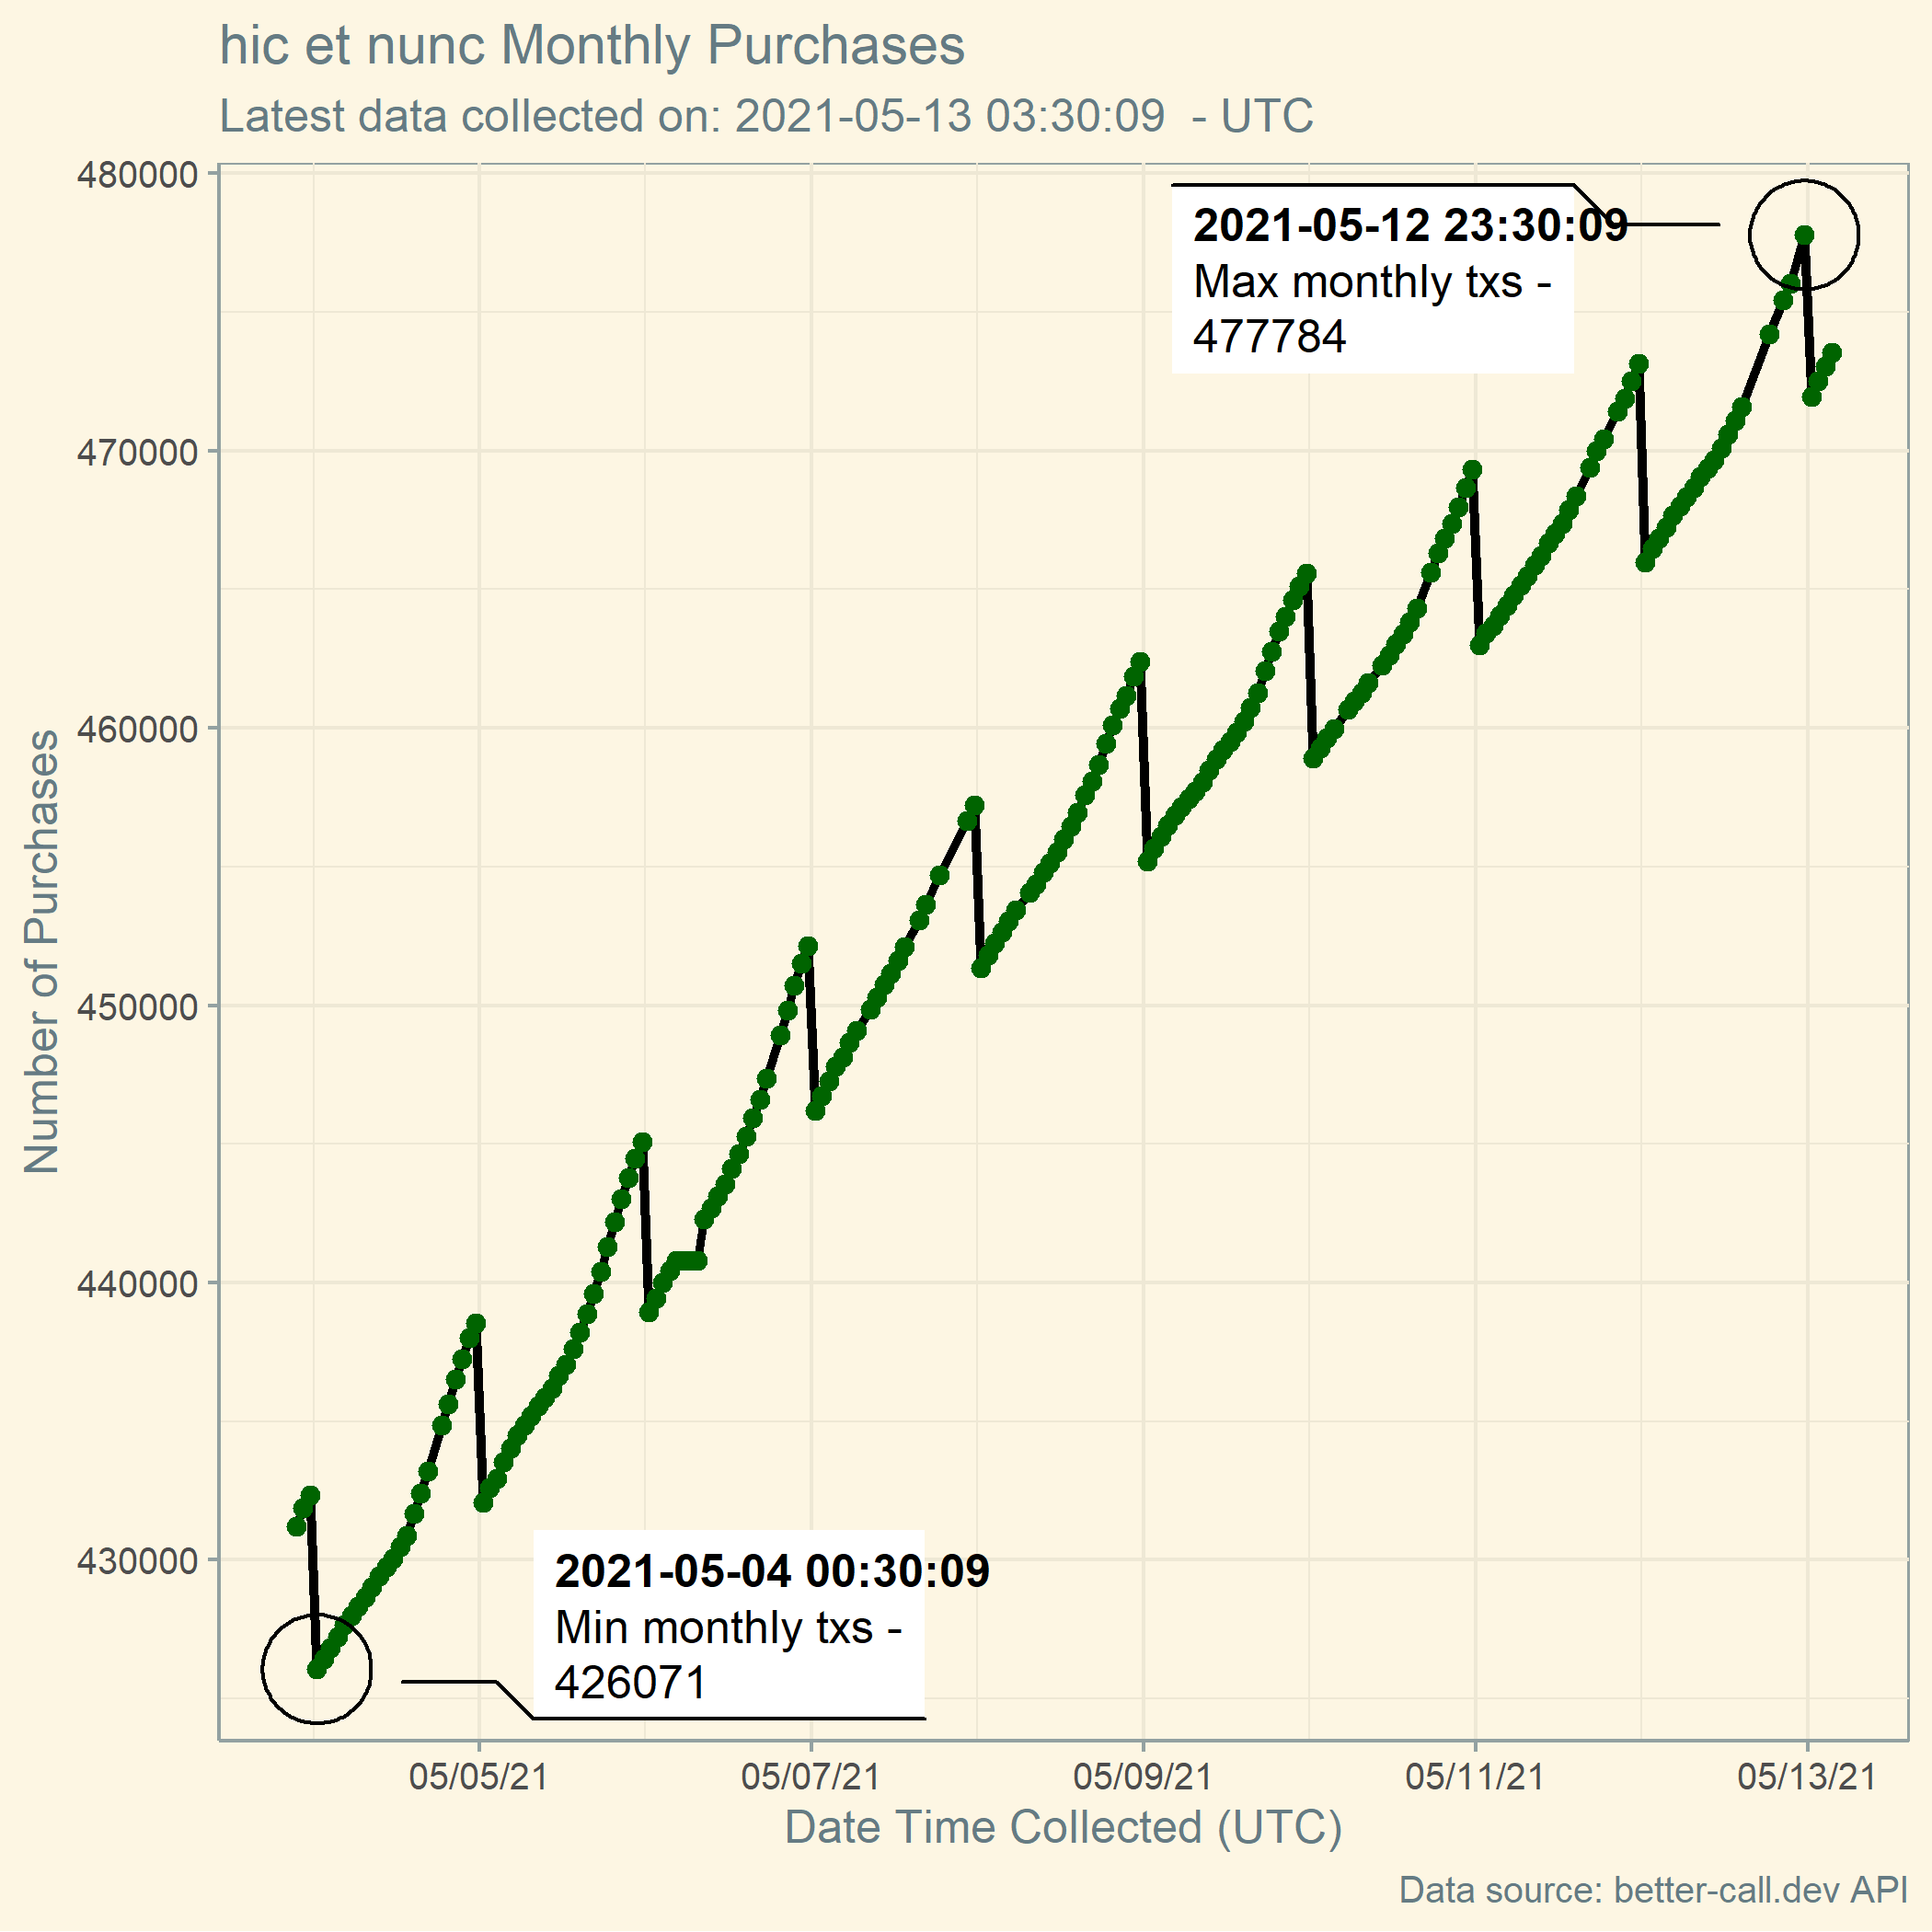 hic et nunc Monthly Purchases
Latest data collected on: 2021-05-13 03:30:09  - UTC
480000
470000
460000
450000
440000
430000
Number of Purchases
2021-05-12 23:30:09
Max monthly txs -
477784
2021-05-04 00:30:09
Min monthly txs -
426071
05/05/21
05/07/21
05/09/21
05/11/21
05/13/21
Date Time Collected (UTC)
Data source: better-call.dev API